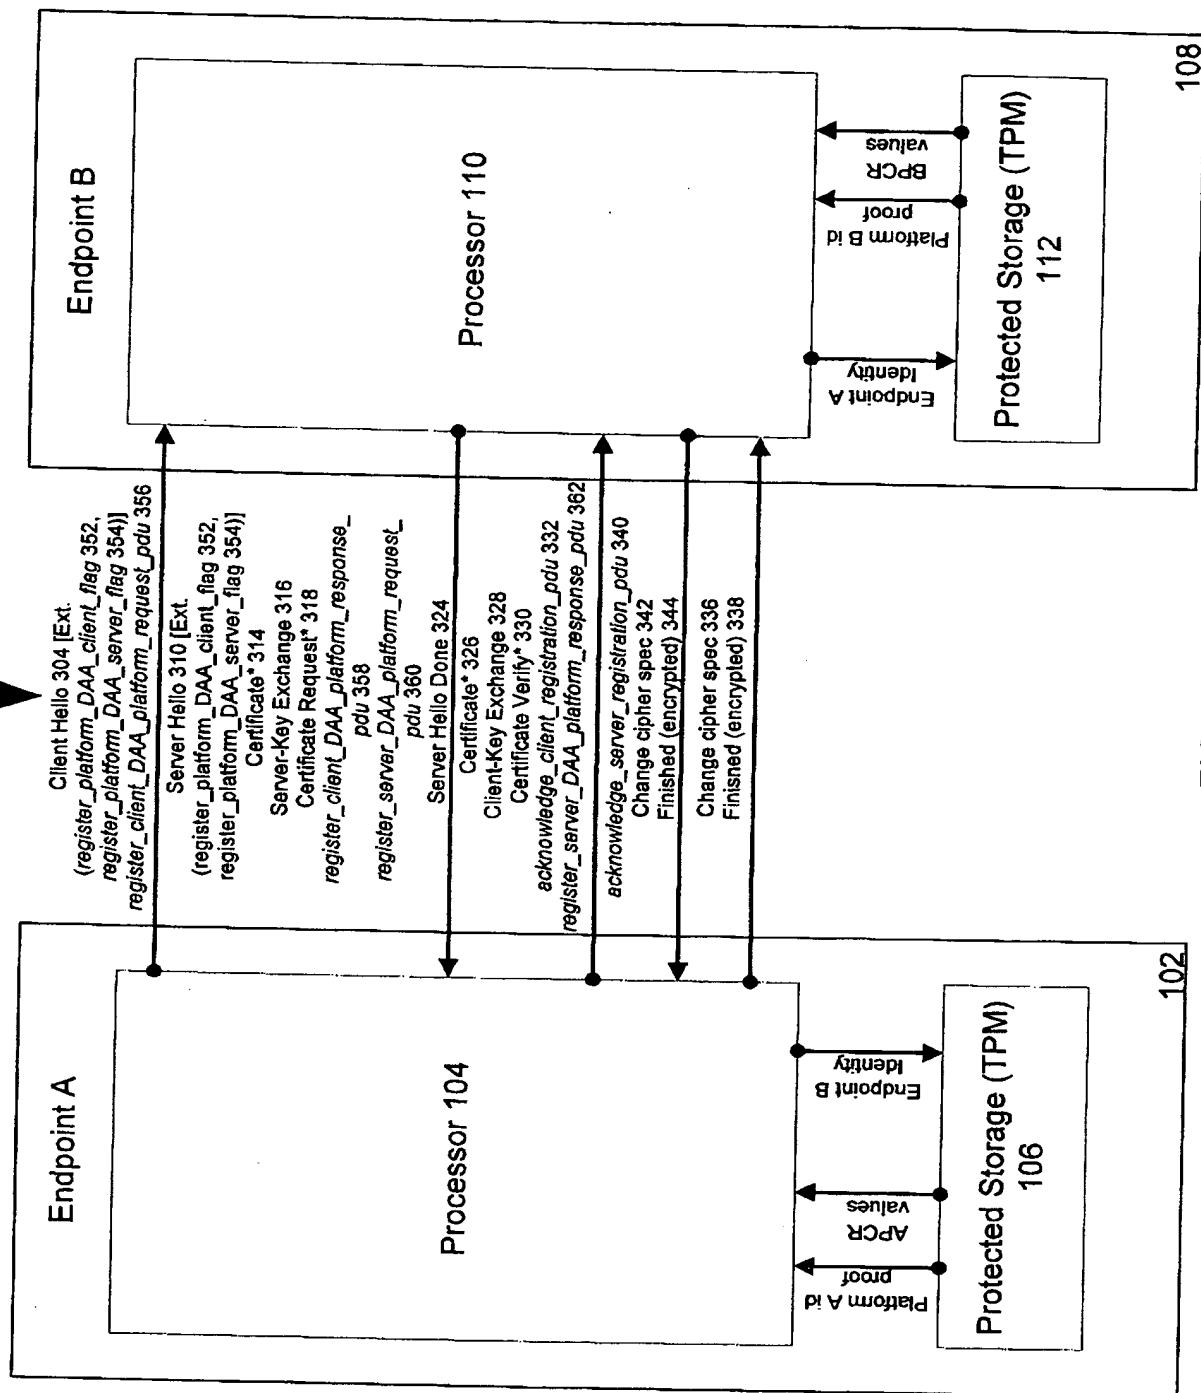 Endpoint A
Processor 104
Platform A id
proof
APCR
values
Endpoint B
Identity
Protected Storage (TPM)
106
102
Client Hello 304 [Ext.
(register_platform_DAA_client_flag 352,
register_platform_DAA_server_flag 354)]
register_client_DAA_platform_request_pdu 356
Server Hello 310 [Ext.
(register_platform_DAA_client_flag 352,
register_platform_DAA_server_flag 354)]
Certificate* 314
Server-Key Exchange 316
Certificate Request* 318
register_client_DAA_platform_response_
pdu 358
register_server_DAA_platform_request_
pdu 360
Server Hello Done 324
Certificate* 326
Client-Key Exchange 328
Certificate Verify* 330
acknowledge_client_registration_pdu 332
register_server_DAA_platform_response_pdu 362
acknowledge_server_registration_pdu 340
Change cipher spec 342
Finished (encrypted) 344
Change cipher spec 336
Finisned (encrypted) 338
Endpoint B
Processor 110
Endpoint A
Identity
Platform B id
proof
BPCR
values
Protected Storage (TPM)
112
108